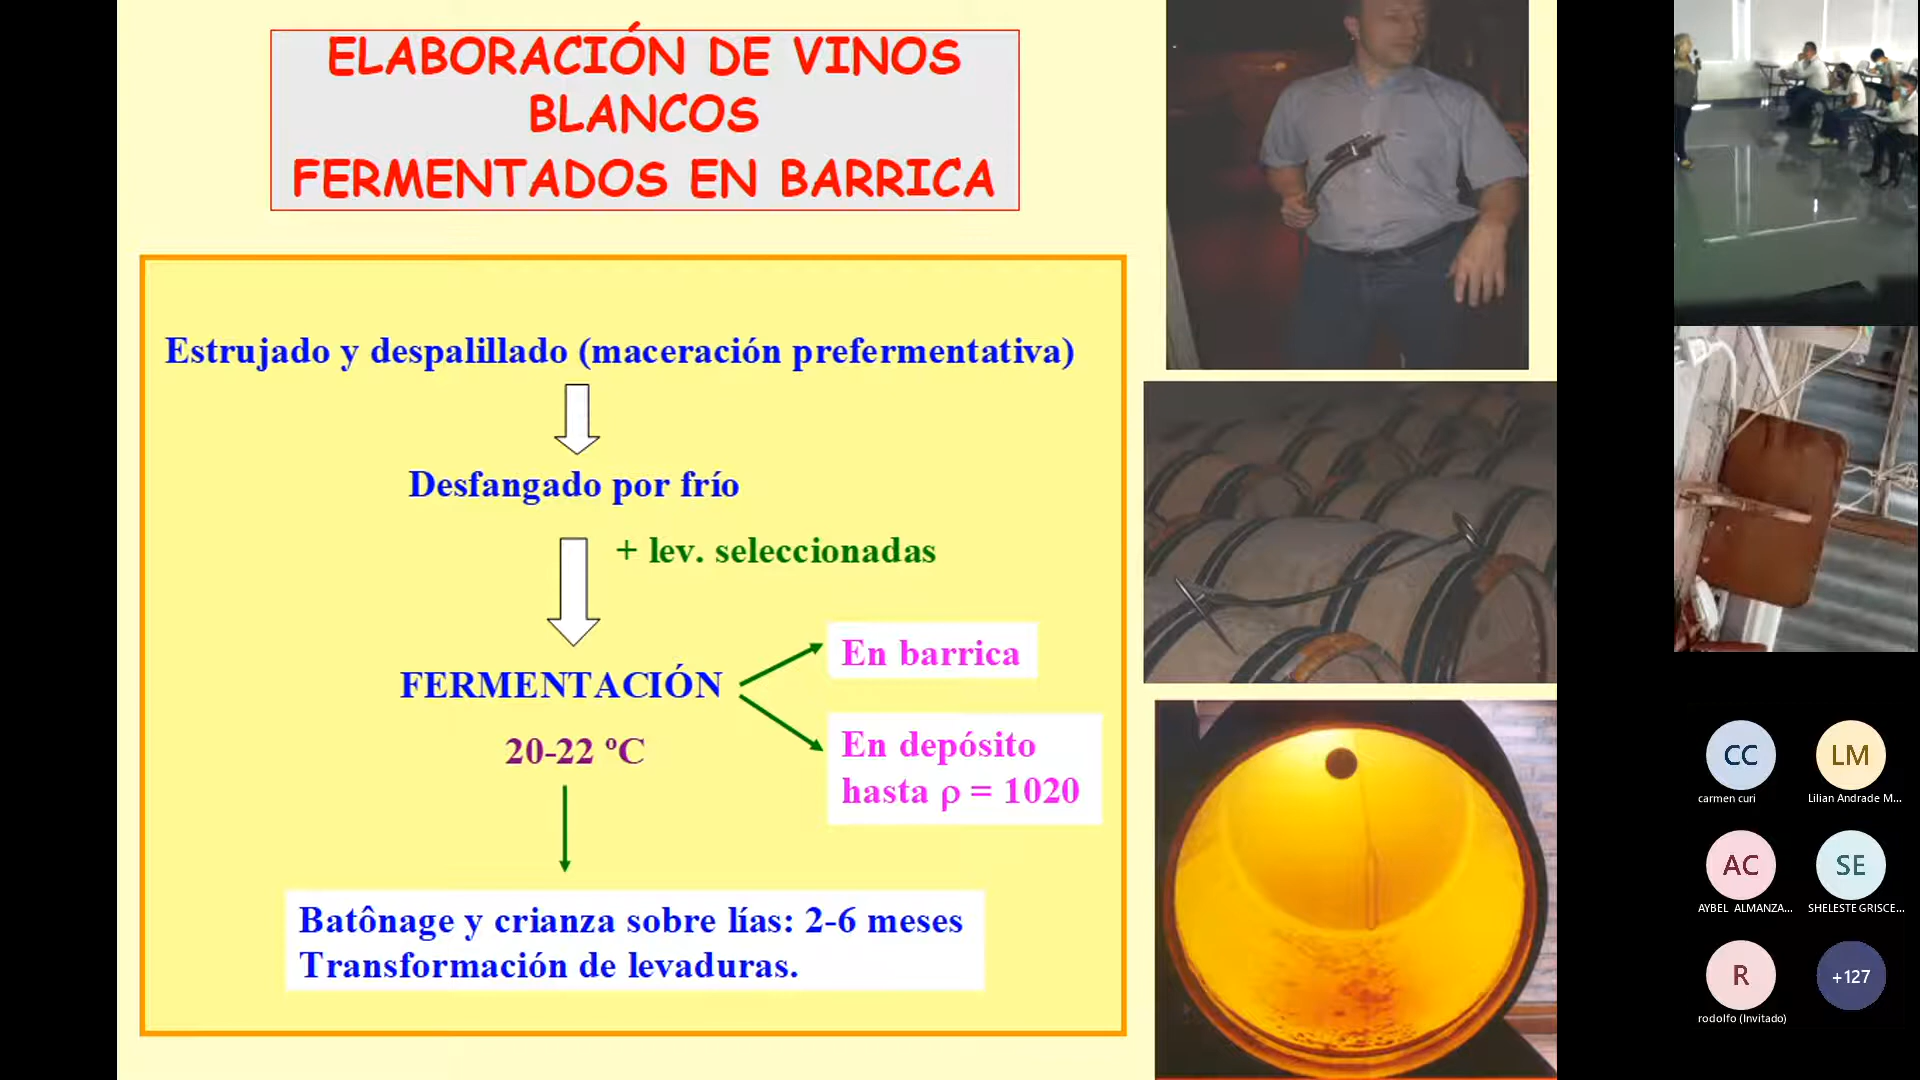 ELABORACIÓN DE VINOS
BLANCOS
FERMENTADOS EN BARRICA
Estrujado y despalillado (maceración prefermentativa)
Desfangado por frío
+ lev. seleccionadas
FERMENTACIÓN
20-22 ºC
En barrica
En depósito
hasta ρ = 1020
Batônage y crianza sobre lías: 2-6 meses
Transformación de levaduras.
CC
carmen curi
LM
Lilian Andrade M...
AC
AYBEL ALMANZA...
SE
SHELESTE GRISCE...
R
rodolfo (Invitado)
+127